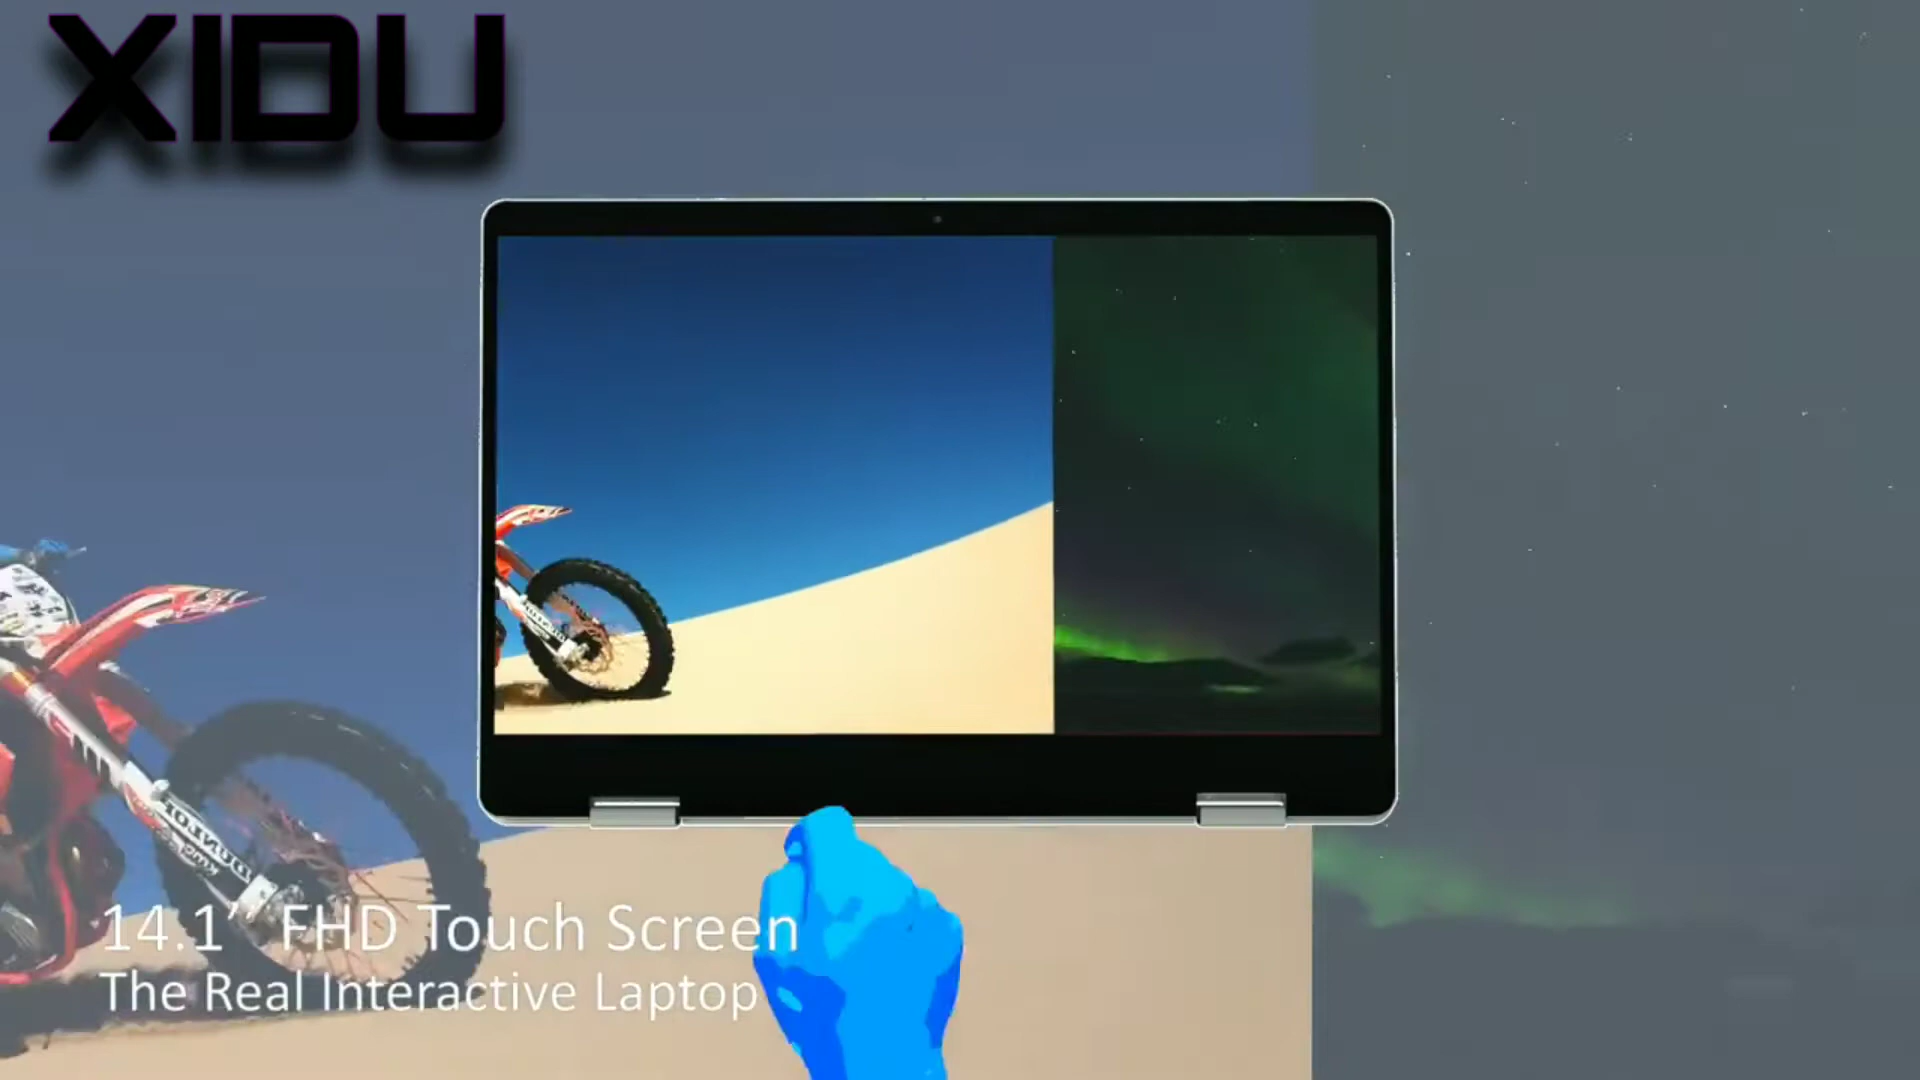 XIDU
14.1’’ FHD Touch Screen
The Real Interactive Laptop